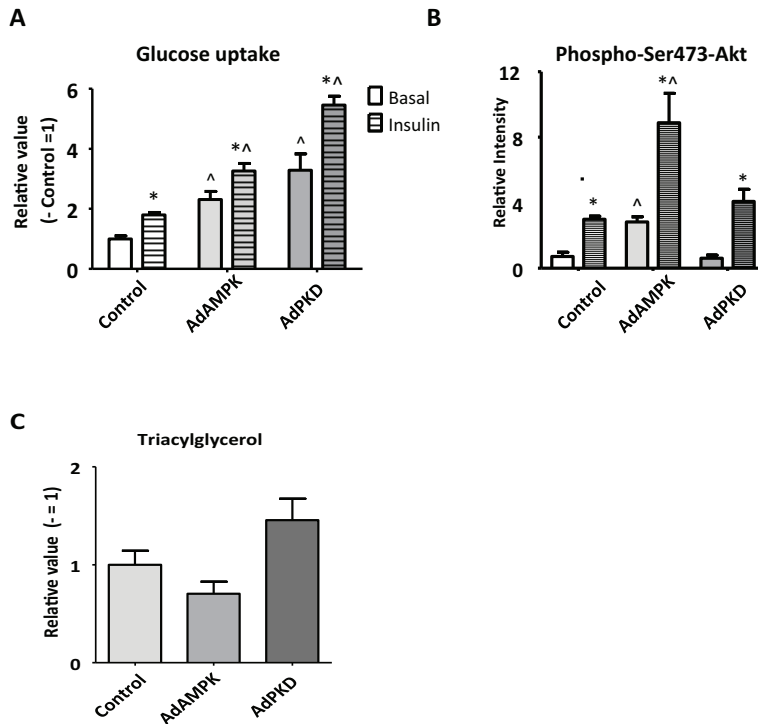 A
Glucose uptake
Relative value
(- Control =1)
6
4
2
0
*
^
*^
^
*^
Basal
Insulin
Control
AdAMPK
AdPKD
B
Phospho-Ser473-Akt
Relative Intensity
12
8
4
0
*
^
*^
*
Control
AdAMPK
AdPKD
C
Triacylglycerol
Relative value (- = 1)
2
1
0
Control
AdAMPK
AdPKD